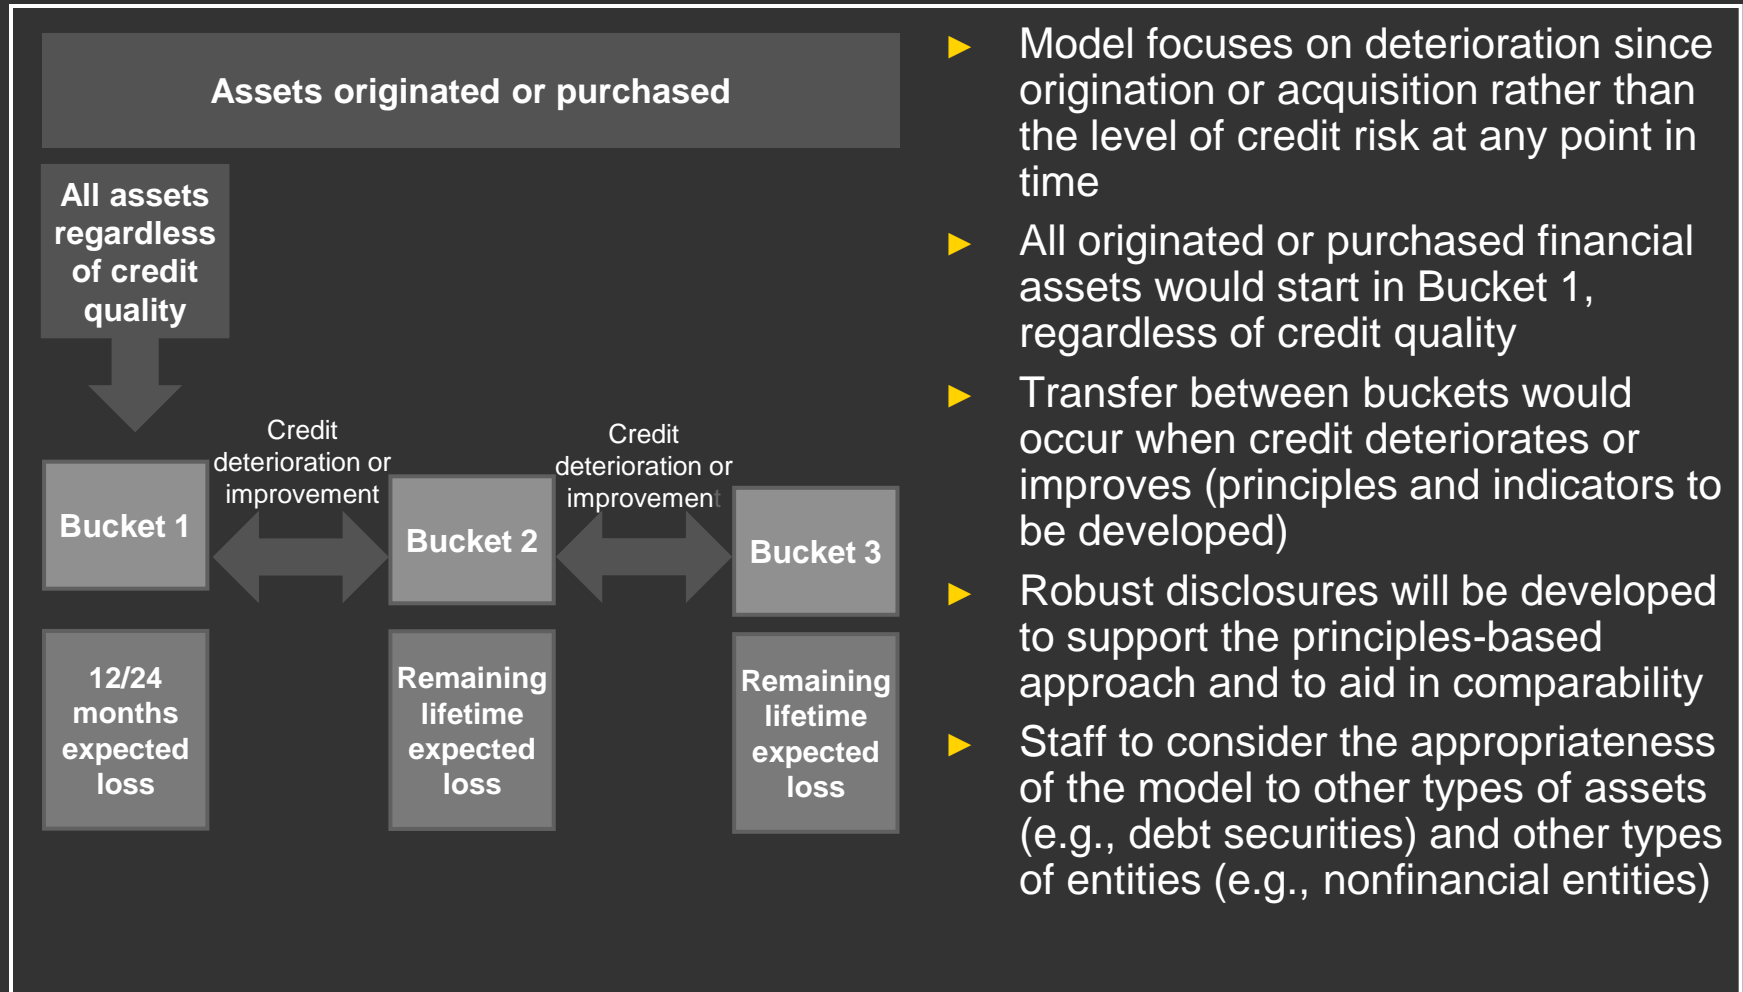 Assets originated or purchased
All assets
regardless
of credit
quality
Credit
deterioration or
improvement
Credit
deterioration or
improvement
Bucket 1
Bucket 2
Bucket 3
12/24
months
expected
loss
Remaining
lifetime
expected
loss
Remaining
lifetime
expected
loss
► Model focuses on deterioration since
origination or acquisition rather than
the level of credit risk at any point in
time
► All originated or purchased financial
assets would start in Bucket 1,
regardless of credit quality
► Transfer between buckets would
occur when credit deteriorates or
improves (principles and indicators to
be developed)
► Robust disclosures will be developed
to support the principles-based
approach and to aid in comparability
► Staff to consider the appropriateness
of the model to other types of assets
(e.g., debt securities) and other types
of entities (e.g., nonfinancial entities)